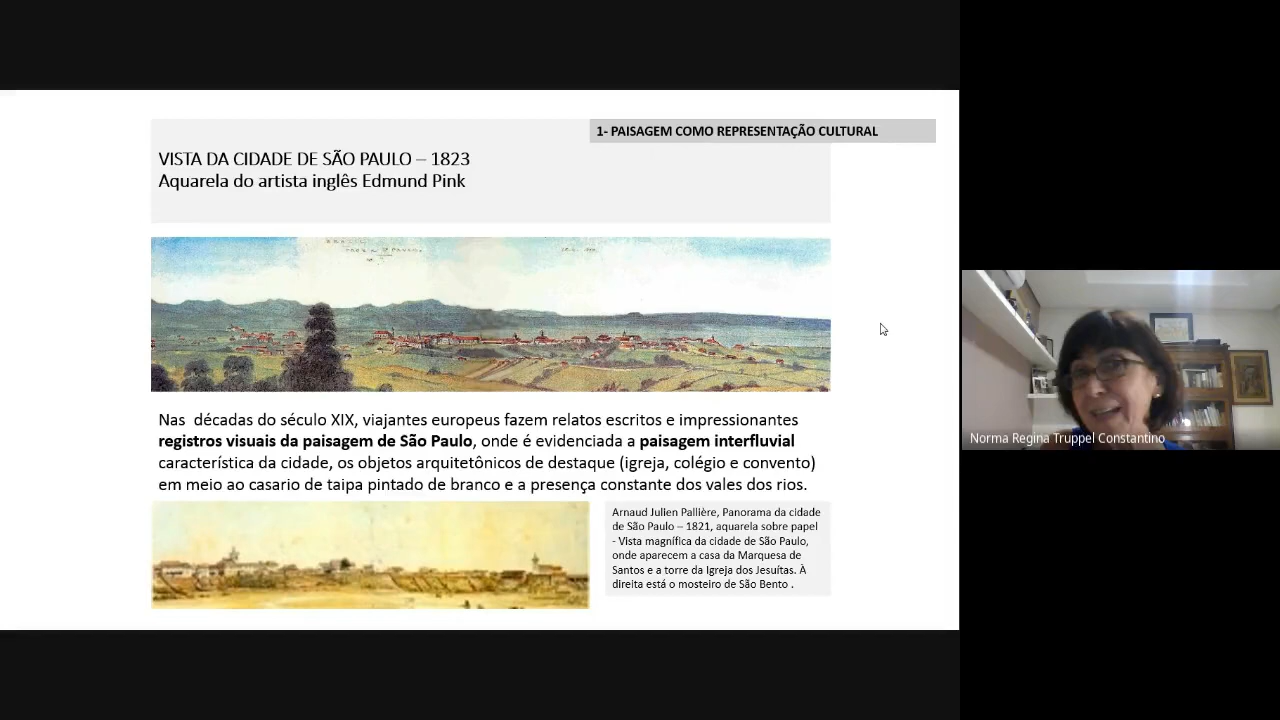 1- PAISAGEM COMO REPRESENTAÇÃO CULTURAL
VISTA DA CIDADE DE SÃO PAULO – 1823
Aquarela do artista inglês Edmund Pink
Nas décadas do século XIX, viajantes europeus fazem relatos escritos e impressionantes
registros visuais da paisagem de São Paulo, onde é evidenciada a paisagem interfluvial
característica da cidade, os objetos arquitetônicos de destaque (igreja, colégio e convento)
em meio ao casario de taipa pintado de branco e a presença constante dos vales dos rios.
Arnaud Julien Pallière, Panorama da cidade
de São Paulo – 1821, aquarela sobre papel
- Vista magnífica da cidade de São Paulo,
onde aparecem a casa da Marquesa de
Santos e a torre da Igreja dos Jesuítas. À
direita está o mosteiro de São Bento .
Norma Regina Truppel Constantino